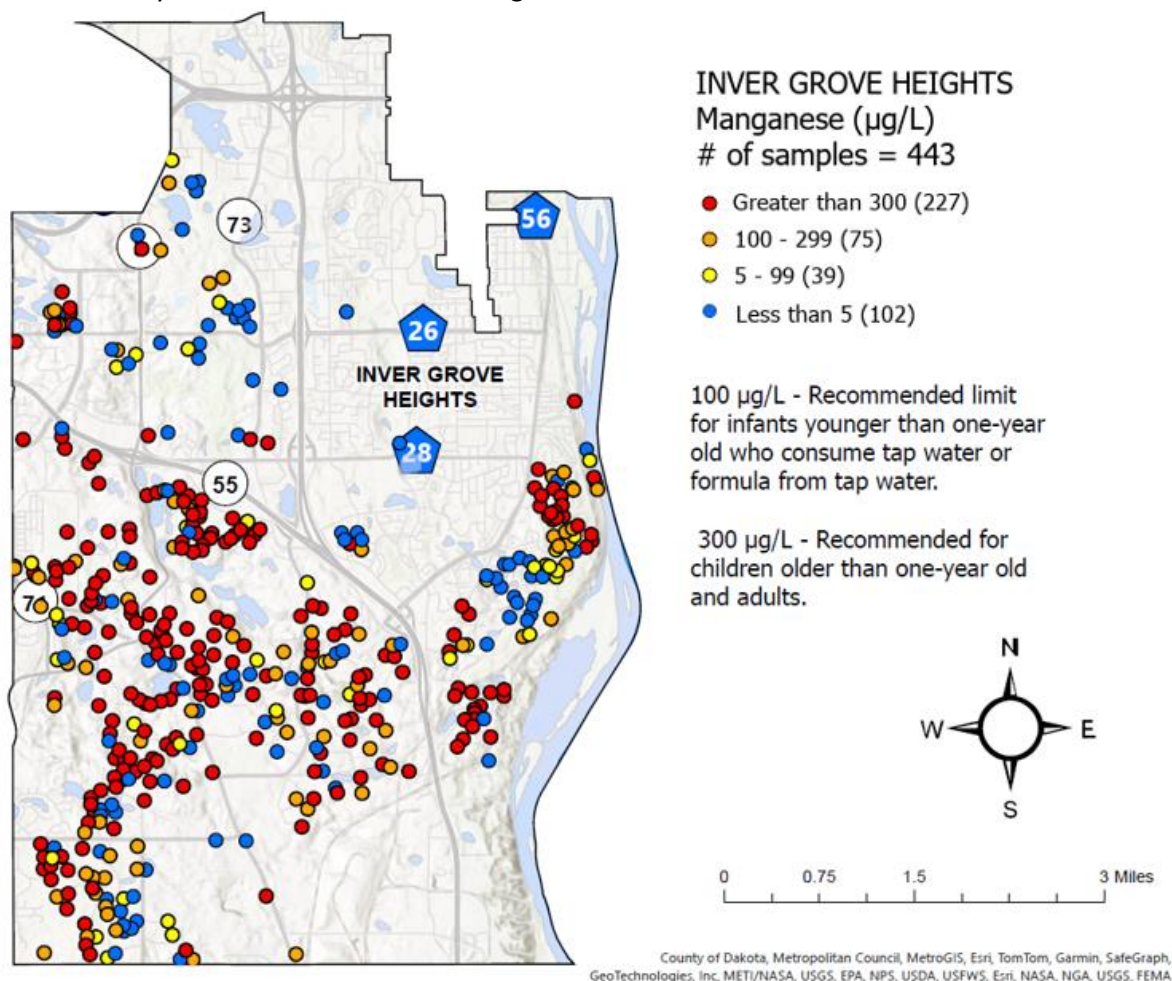 INVER GROVE HEIGHTS
Manganese (µg/L)
# of samples = 443
Greater than 300 (227)
100 - 299 (75)
5 - 99 (39)
Less than 5 (102)
100 µg/L - Recommended limit
for infants younger than one-year
old who consume tap water or
formula from tap water.
300 µg/L - Recommended for
children older than one-year old
and adults.
73
56
26
INVER GROVE
HEIGHTS
28
55
N
W
E
S
0
0.75
1.5
3 Miles
County of Dakota, Metropolitan Council, MetroGIS, Esri, TomTom, Garmin, SafeGraph,
GeoTechnologies, Inc, METI/NASA, USGS, EPA, NPS, USDA, USFWS, Esri, NASA, NGA, USGS, FEMA